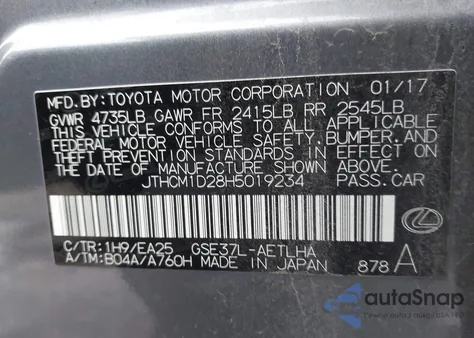 MFD.BY:TOYOTA MOTOR CORPORATION 01/17
GVWR 4735LB GAWR FR 2415LB RR 2545LB
THIS VEHICLE CONFORMS TO ALL APPLICABLE
FEDERAL MOTOR VEHICLE SAFETY,BUMPER,AND
THEFT PREVENTION STANDARDS IN EFFECT ON
THE DATE OF MANUFACTURE SHOWN ABOVE.
JTHCM1D28H5019234 PASS.CAR
C/TR:1H9/EA25 GSE37L-AETLHA
A/TM:B04A/A760H MADE IN JAPAN 878 A
autoSnap